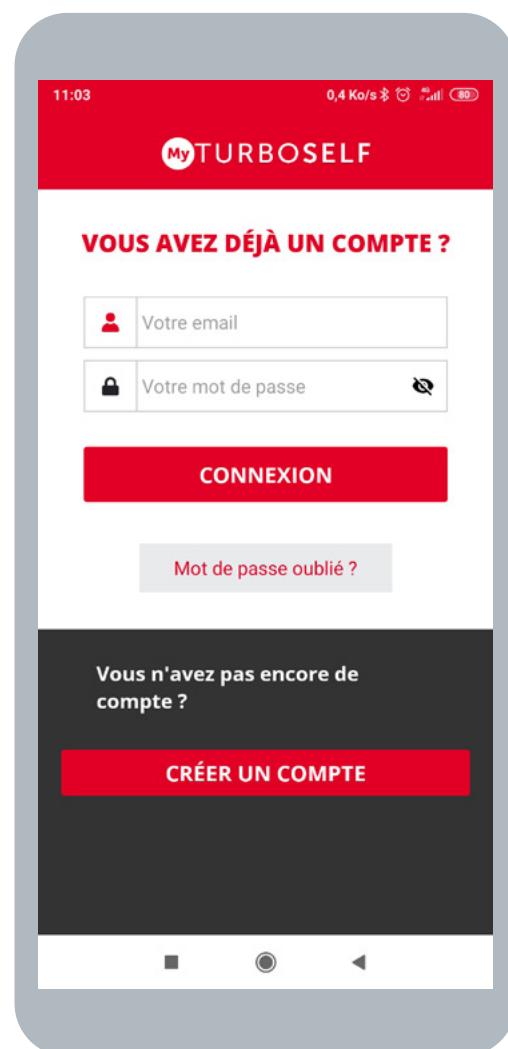 11:03 0,4 Ko/s 80
MyTURBOSELF
VOUS AVEZ DÉJÀ UN COMPTE ?
Votre email
Votre mot de passe
CONNEXION
Mot de passe oublié ?
Vous n'avez pas encore de
compte ?
CRÉER UN COMPTE